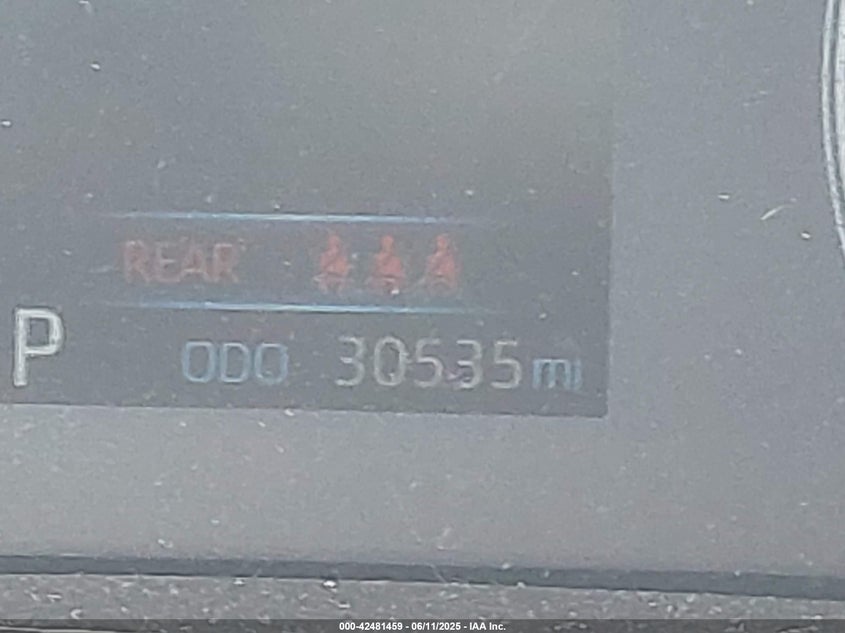 REAR
P ODO 30535 mi
000-42481459 - 06/11/2025 - IAA Inc.